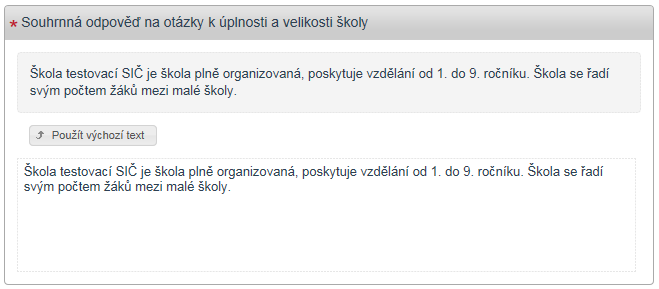 * Souhrnná odpověď na otázky k úplnosti a velikosti školy
Škola testovací SIČ je škola plně organizovaná, poskytuje vzdělání od 1. do 9. ročníku. Škola se řadí
svým počtem žáků mezi malé školy.
Použít výchozí text
Škola testovací SIČ je škola plně organizovaná, poskytuje vzdělání od 1. do 9. ročníku. Škola se řadí
svým počtem žáků mezi malé školy.